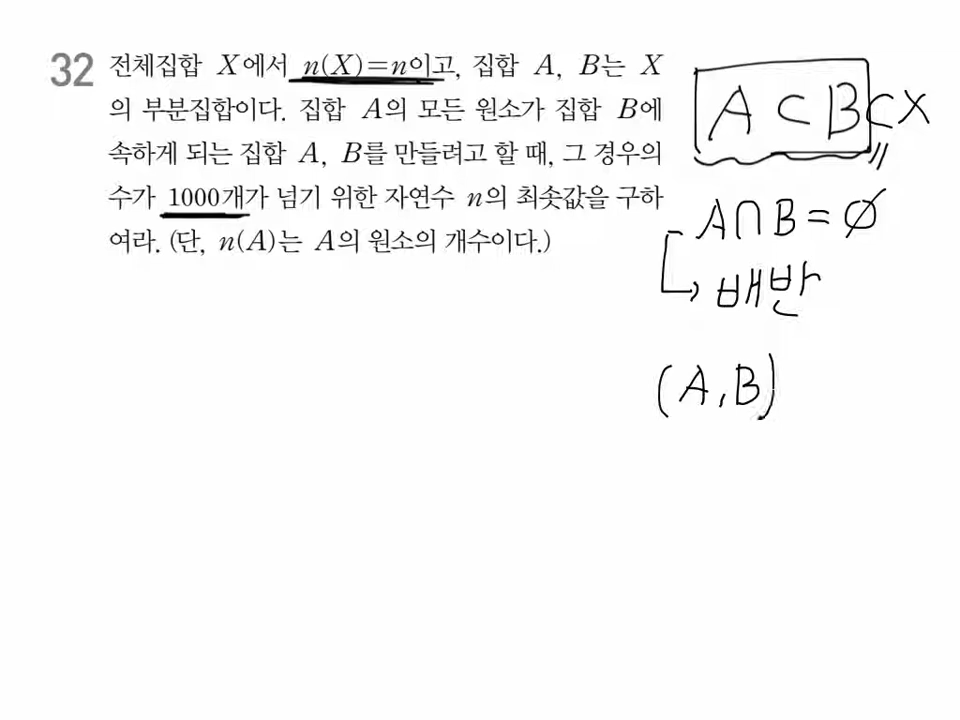 32 전체집합 X에서 n(X)=n이고, 집합 A, B는 X
의 부분집합이다. 집합 A의 모든 원소가 집합 B에
속하게 되는 집합 A, B를 만들려고 할 때, 그 경우의
수가 1000개가 넘기 위한 자연수 n의 최솟값을 구하
여라. (단, n(A)는 A의 원소의 개수이다.)
A ⊂ B ⊂ X
A∩B = ∅
배반
(A, B)